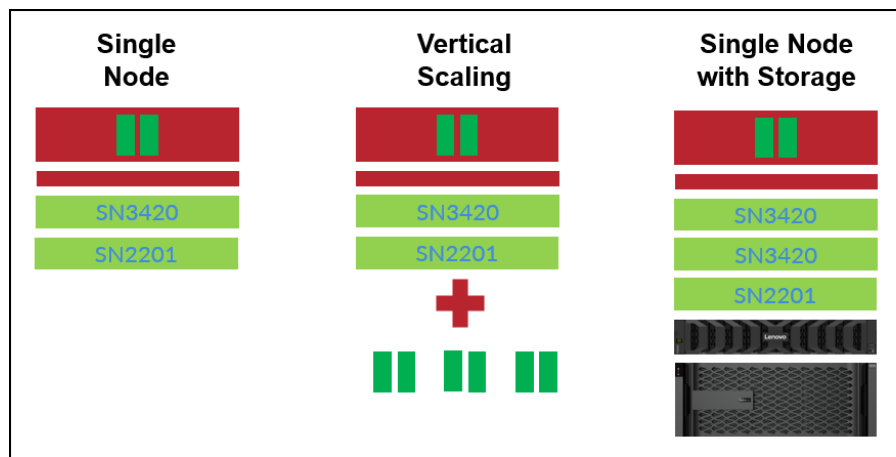 Single
Node
SN3420
SN2201
Vertical
Scaling
SN3420
SN2201
Single Node
with Storage
SN3420
SN3420
SN2201
Lenovo